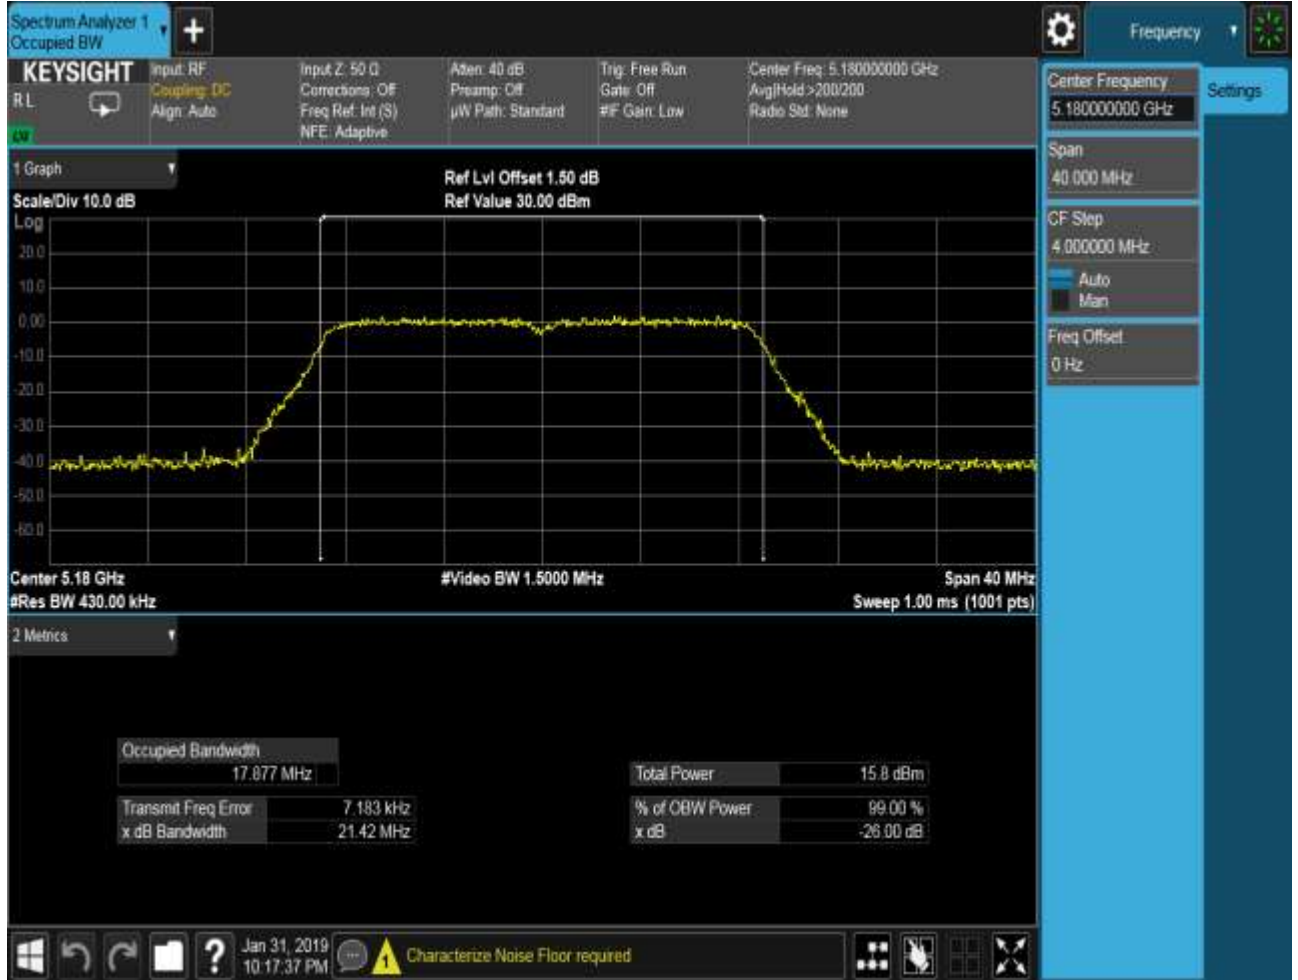 Spectrum Analyzer 1
Occupied BW
+
Frequency
KEYSIGHT
R L
Input: RF
Coupling: DC
Align: Auto
Input Z: 50 Ω
Corrections: Off
Freq Ref: Int (S)
NFE: Adaptive
Atten: 40 dB
Preamp: Off
µW Path: Standard
Trig: Free Run
Gate: Off
#IF Gain: Low
Center Freq: 5.180000000 GHz
Avg|Hold:>200/200
Radio Std: None
Center Frequency
5.180000000 GHz
Settings
Span
40.000 MHz
CF Step
4.000000 MHz
Auto
Man
Freq Offset
0 Hz
1 Graph
Scale/Div 10.0 dB
Ref Lvl Offset 1.50 dB
Ref Value 30.00 dBm
Log
20.0
10.0
0.00
-10.0
-20.0
-30.0
-40.0
-50.0
-60.0
Center 5.18 GHz
#Video BW 1.5000 MHz
Span 40 MHz
#Res BW 430.00 kHz
Sweep 1.00 ms (1001 pts)
2 Metrics
Occupied Bandwidth
17.877 MHz
Total Power 15.8 dBm
Transmit Freq Error 7.183 kHz
% of OBW Power 99.00 %
x dB Bandwidth 21.42 MHz
x dB -26.00 dB
?
Jan 31, 2019
10:17:37 PM
1
Characterize Noise Floor required